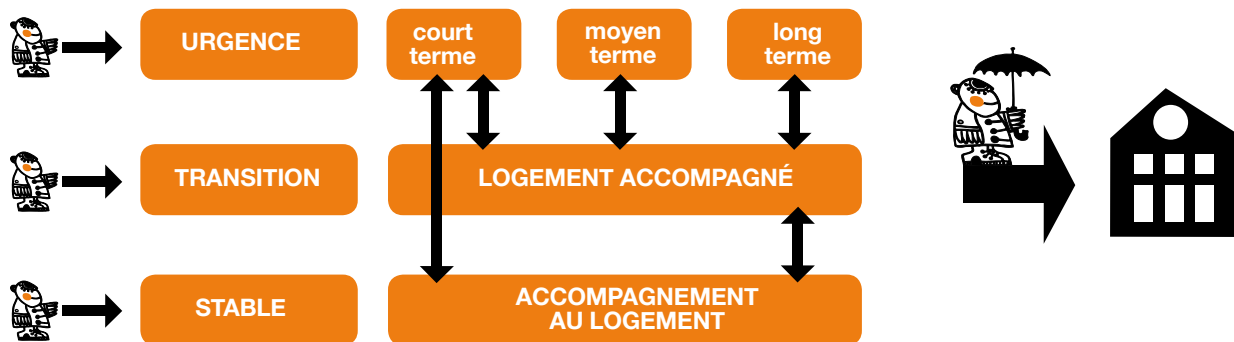 URGENCE
court
terme
moyen
terme
long
terme
TRANSITION
LOGEMENT ACCOMPAGNÉ
STABLE
ACCOMPAGNEMENT
AU LOGEMENT